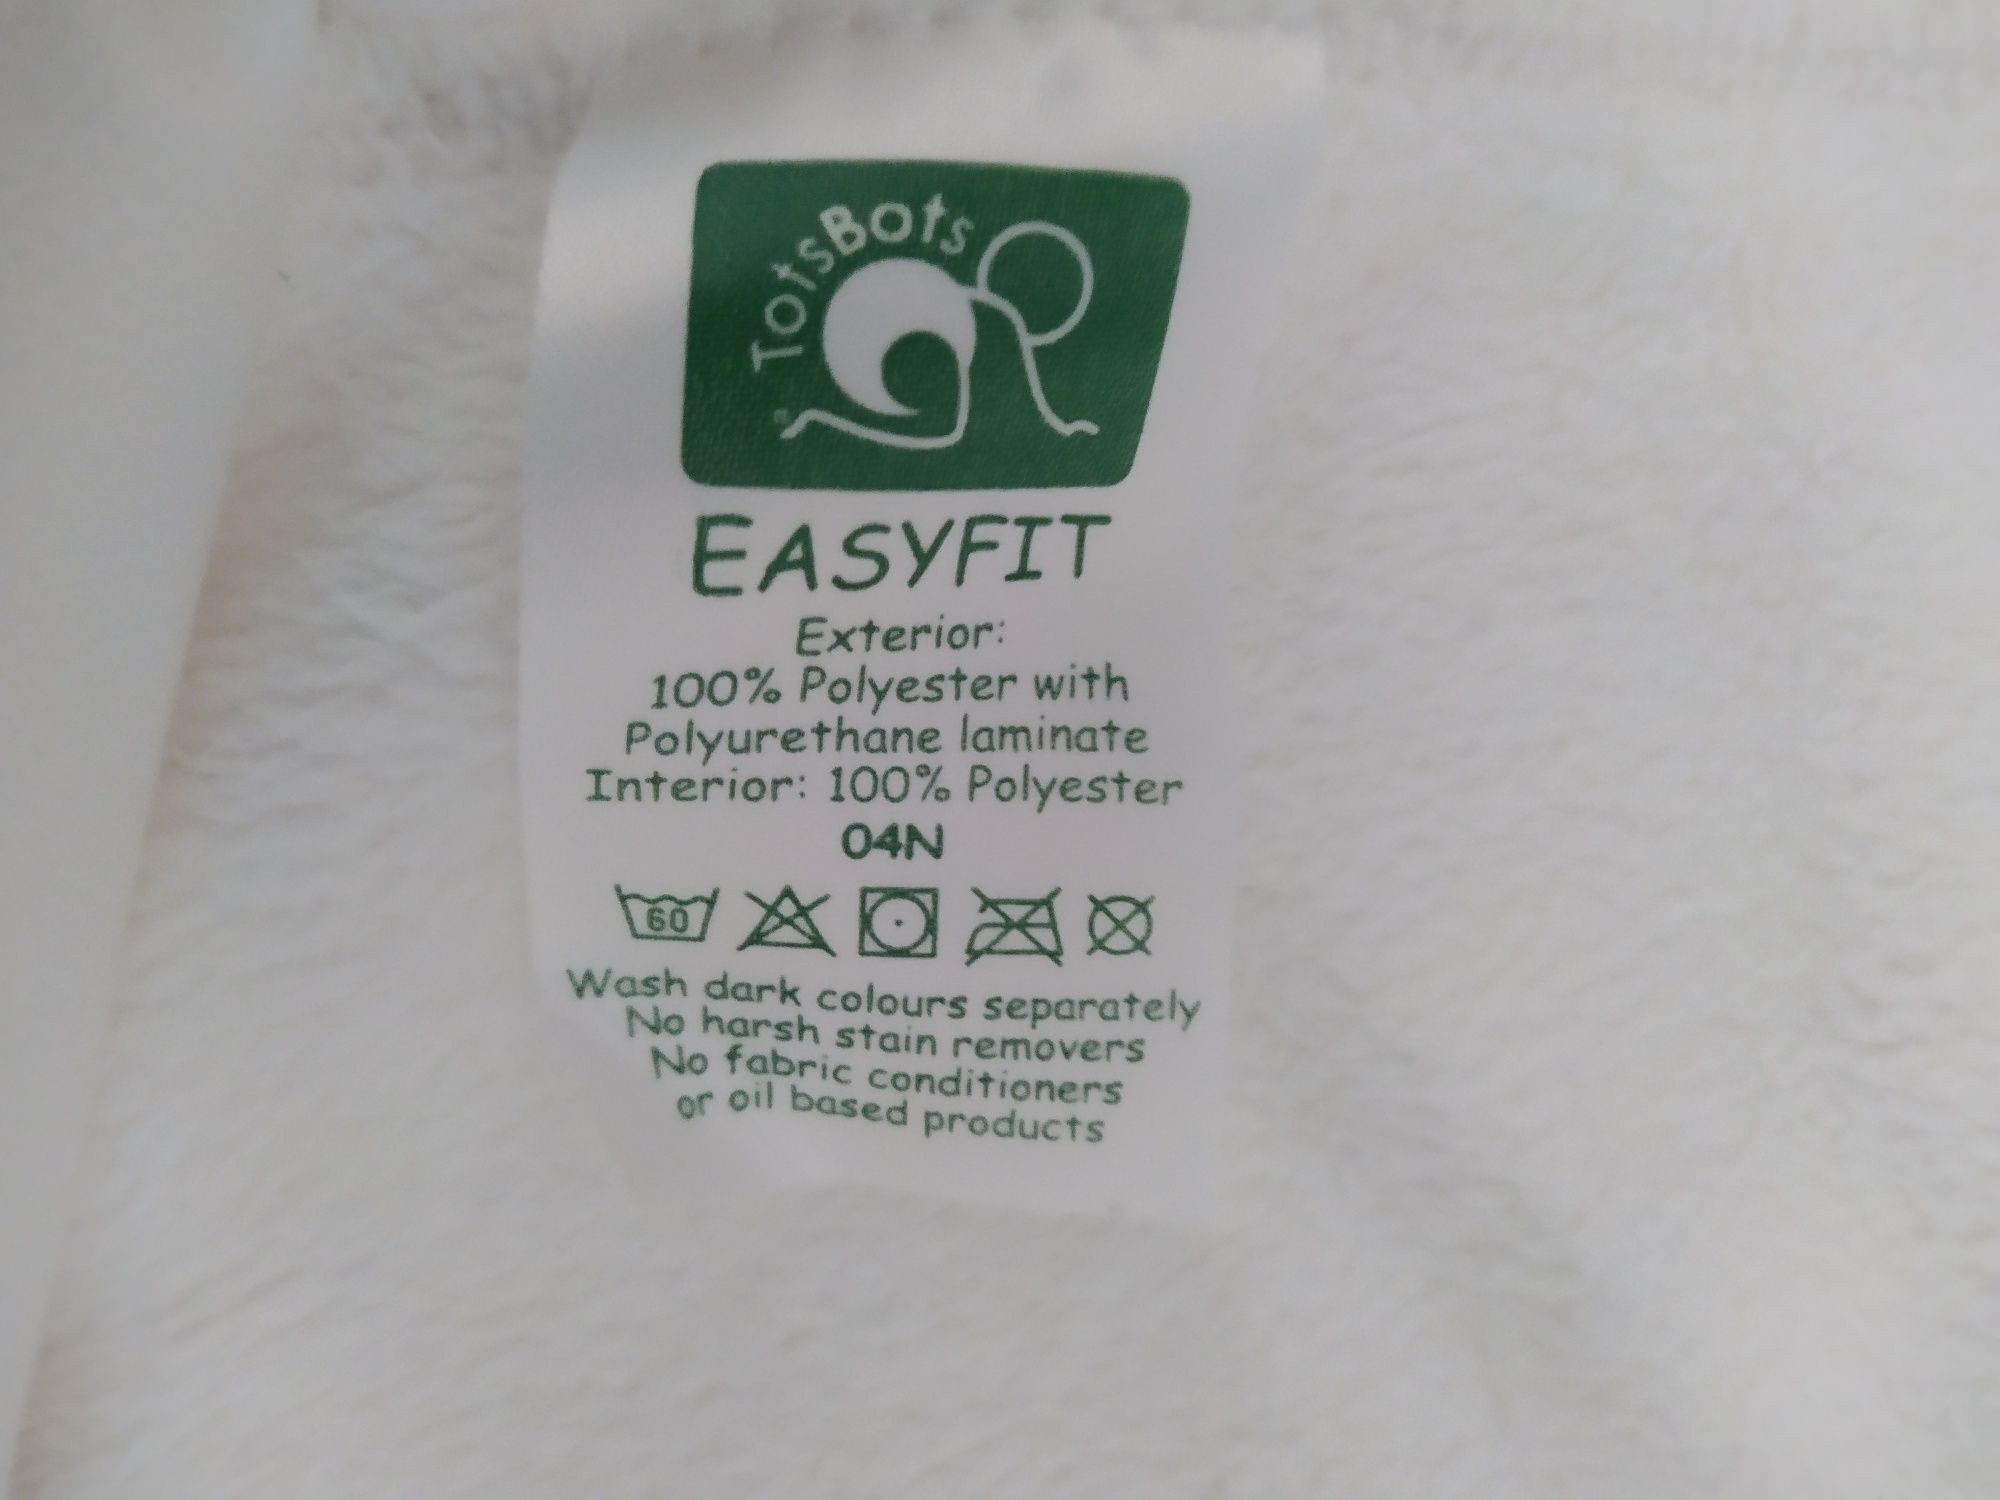 TotsBots
EASYFIT
Exterior:
100% Polyester with
Polyurethane laminate
Interior: 100% Polyester
04N
60
Wash dark colours separately
No harsh stain removers
No fabric conditioners
or oil based products